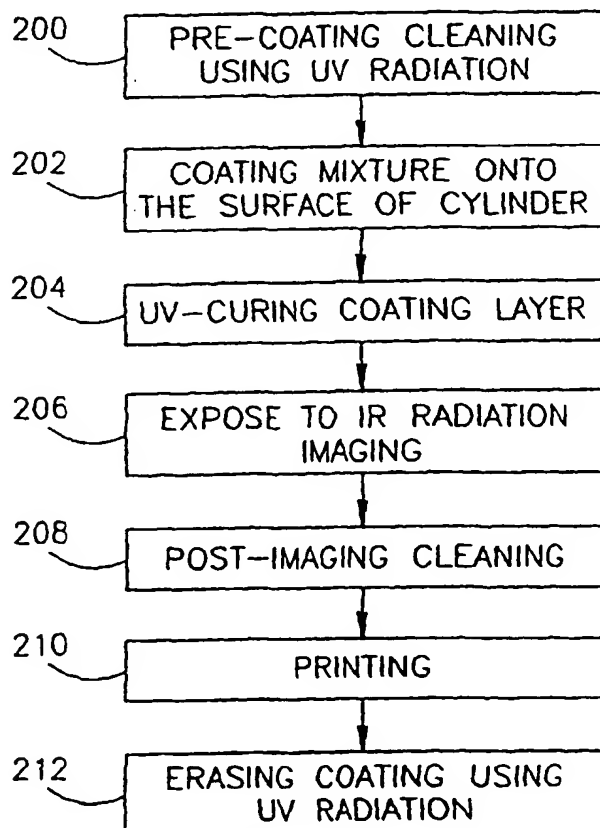 200
PRE-COATING CLEANING
USING UV RADIATION
202
COATING MIXTURE ONTO
THE SURFACE OF CYLINDER
204
UV-CURING COATING LAYER
206
EXPOSE TO IR RADIATION
IMAGING
208
POST-IMAGING CLEANING
210
PRINTING
212
ERASING COATING USING
UV RADIATION